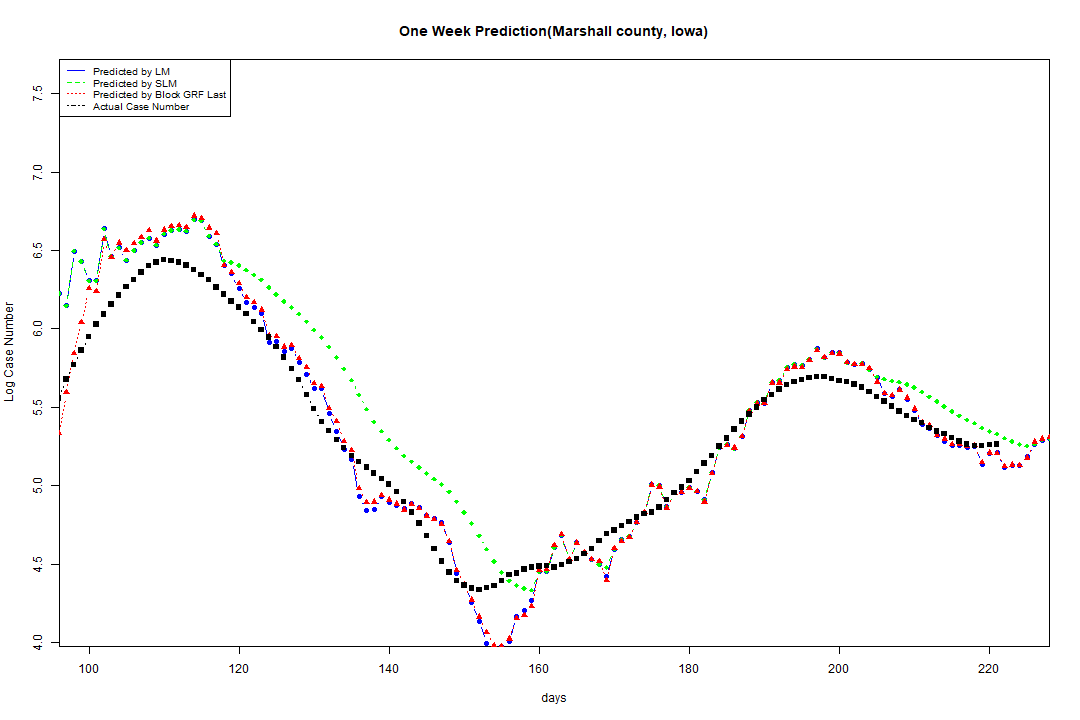 One Week Prediction(Marshall county, Iowa)
Predicted by LM
Predicted by SLM
Predicted by Block GRF Last
Actual Case Number
7.5
7.0
6.5
6.0
5.5
5.0
4.5
4.0
Log Case Number
100 120 140 160 180 200 220
days